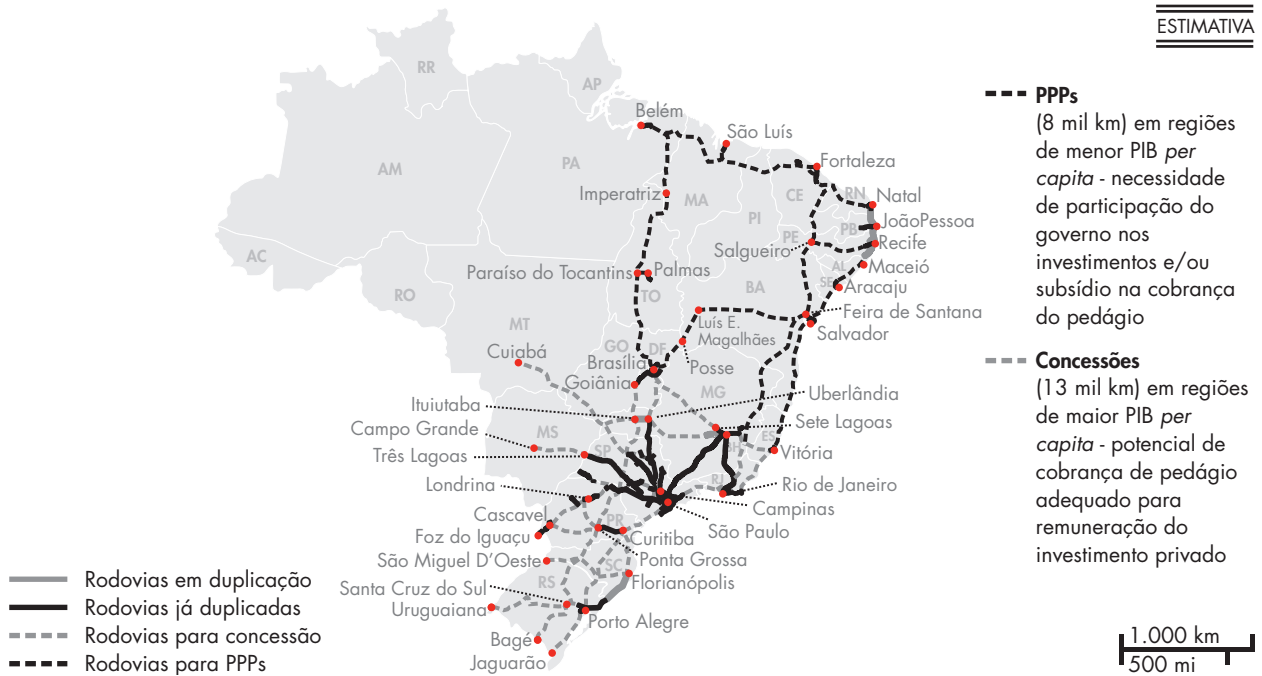 ESTIMATIVA
PPPs
(8 mil km) em regiões
de menor PIB per
capita - necessidade
de participação do
governo nos
investimentos e/ou
subsídio na cobrança
do pedágio
Concessões
(13 mil km) em regiões
de maior PIB per
capita - potencial de
cobrança de pedágio
adequado para
remuneração do
investimento privado
RR
AP
Belém
São Luís
AM
PA
Fortaleza
Imperatriz
MA
CE
RN
Natal
PI
PB
JoãoPessoa
PE
Salgueiro
Recife
AC
AL
Maceió
Paraíso do Tocantins
Palmas
SE
Aracaju
RO
TO
BA
Feira de Santana
Salvador
MT
Luís E.
Magalhães
Cuiabá
GO
DF
Brasília
Posse
Goiânia
MG
Uberlândia
Ituiutaba
Sete Lagoas
Campo Grande
MS
SP
BH
ES
Vitória
Três Lagoas
Londrina
RJ
Rio de Janeiro
Campinas
Cascavel
PR
São Paulo
Foz do Iguaçu
Curitiba
São Miguel D'Oeste
Ponta Grossa
SC
Santa Cruz do Sul
RS
Florianópolis
Uruguaiana
Porto Alegre
Bagé
Jaguarão
Rodovias em duplicação
Rodovias já duplicadas
Rodovias para concessão
Rodovias para PPPs
1.000 km
500 mi